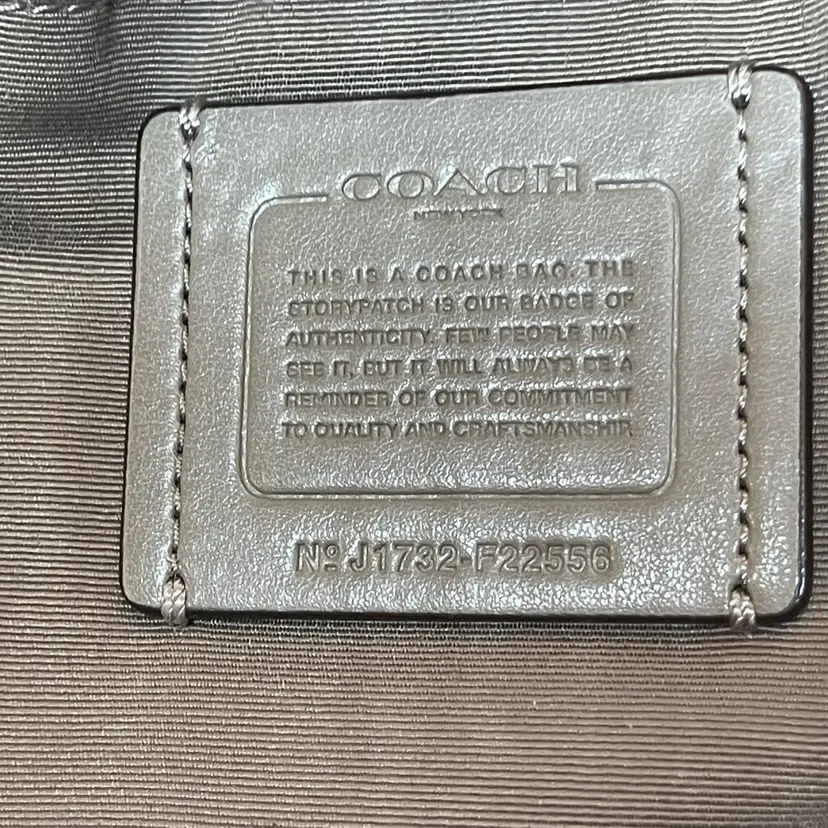 COACH
NEW YORK
THIS IS A COACH BAG. THE
STORYPATCH IS OUR BADGE OF
AUTHENTICITY. FEW PEOPLE MAY
SEE IT, BUT IT WILL ALWAYS BE A
REMINDER OF OUR COMMITMENT
TO QUALITY AND CRAFTSMANSHIP
Nº J1732-F22556